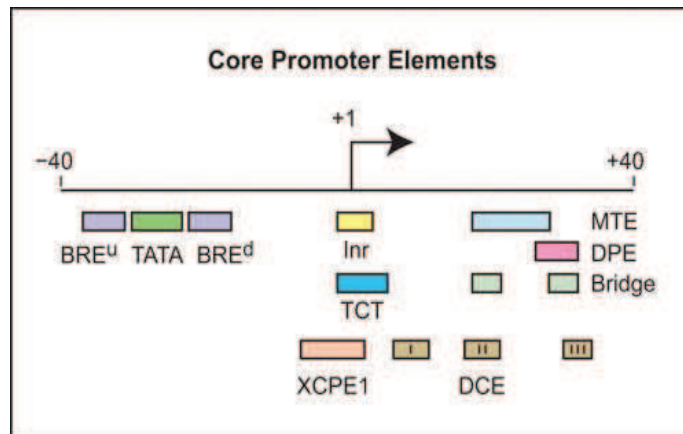 Core Promoter Elements
+1
−40 +40
BREᵘ TATA BREᵈ Inr MTE
DPE
Bridge
TCT
I II III
XCPE1 DCE